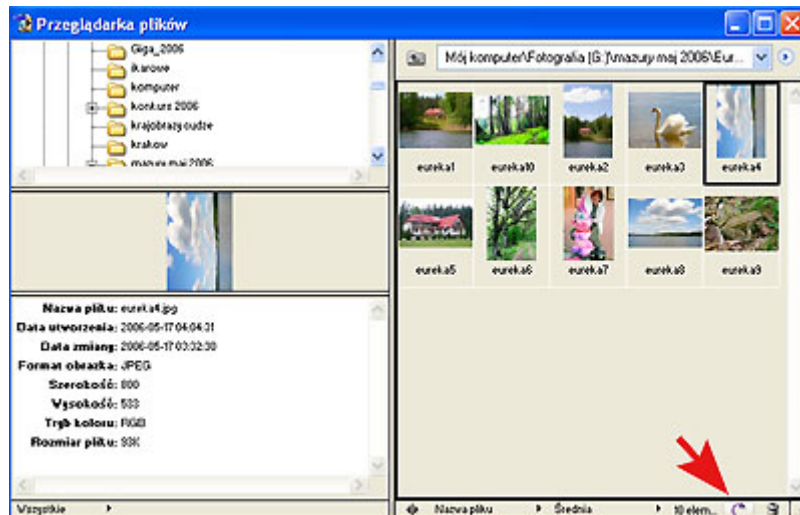 Przeglądarka plików
Giga_2006
ikarowe
komputer
konkurs 2006
krajobrazy cudze
krakow
mazury maj 2006
Mój komputer\Fotografia (G:)\mazury maj 2006\Eur...
eureka1
eureka10
eureka2
eureka3
eureka4
eureka5
eureka6
eureka7
eureka8
eureka9
Nazwa pliku: eureka4.jpg
Data utworzenia: 2006-05-17 04:04:31
Data zmiany: 2006-05-17 03:32:30
Format obrazka: JPEG
Szerokość: 800
Wysokość: 533
Tryb koloru: RGB
Rozmiar pliku: 93K
Wszystkie
Nazwa pliku
Średnia
10 elem...